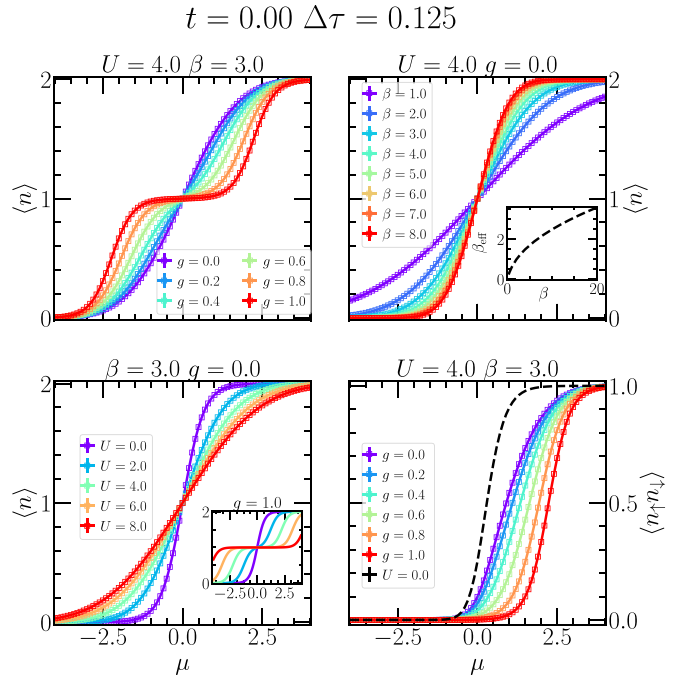 t = 0.00 Δτ = 0.125
U = 4.0 β = 3.0
U = 4.0 g = 0.0
2
1
0
⟨n⟩
g = 0.0
g = 0.2
g = 0.4
g = 0.6
g = 0.8
g = 1.0
β = 1.0
β = 2.0
β = 3.0
β = 4.0
β = 5.0
β = 6.0
β = 7.0
β = 8.0
2
0
β_eff
0
β
20
2
1
0
⟨n⟩
β = 3.0 g = 0.0
U = 4.0 β = 3.0
2
1
0
⟨n⟩
U = 0.0
U = 2.0
U = 4.0
U = 6.0
U = 8.0
g = 1.0
2
0
−2.5 0.0 2.5
−2.5 0.0 2.5
μ
g = 0.0
g = 0.2
g = 0.4
g = 0.6
g = 0.8
g = 1.0
U = 0.0
1.0
0.5
0.0
⟨n↑n↓⟩
−2.5 0.0 2.5
μ